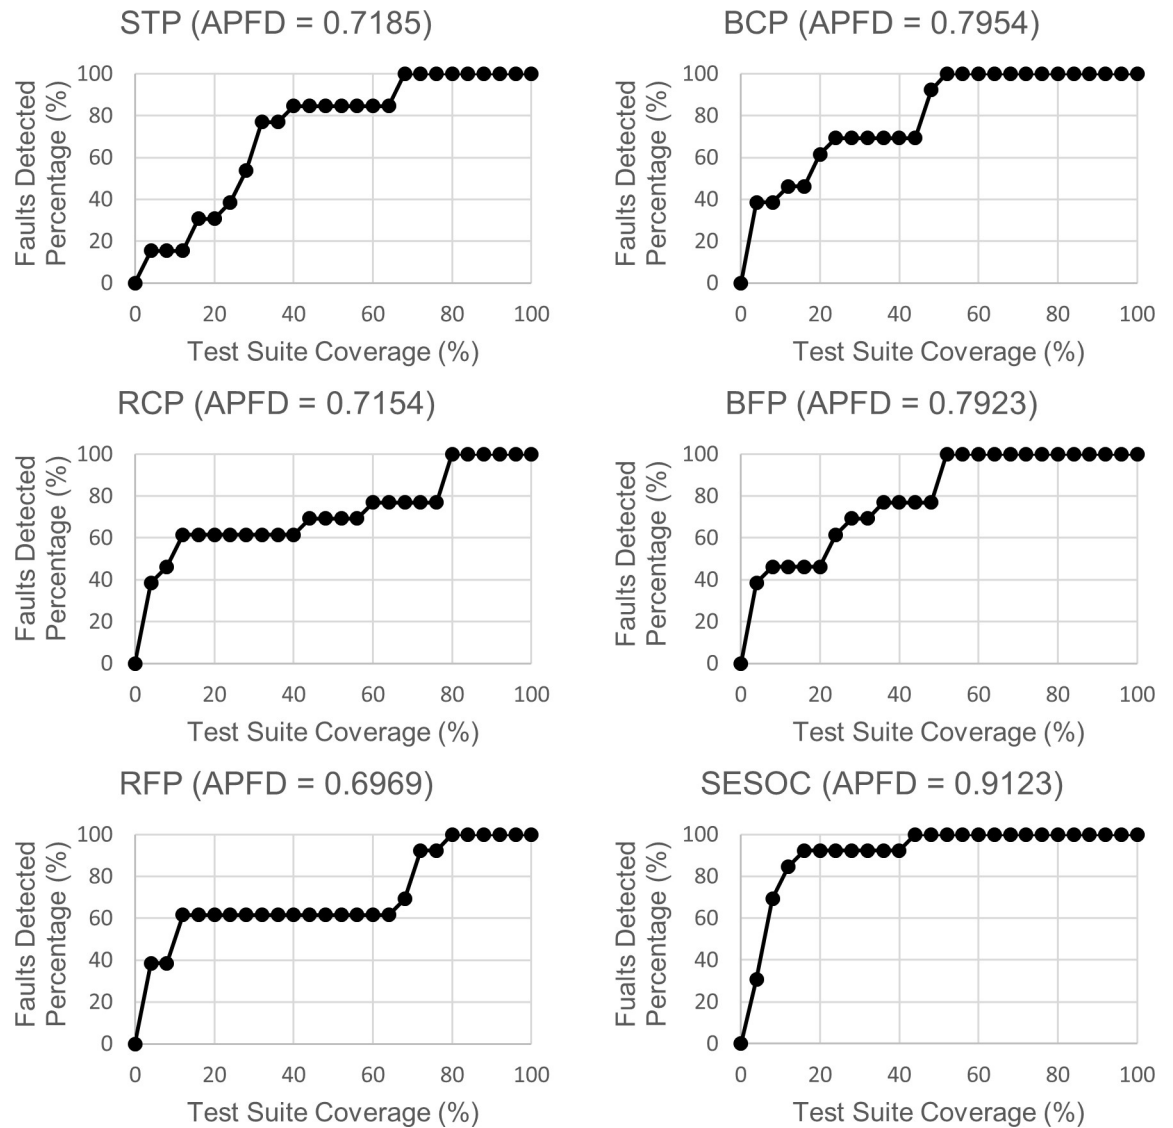 STP (APFD = 0.7185)
Faults Detected
Percentage (%)
100
80
60
40
20
0
0 20 40 60 80 100
Test Suite Coverage (%)
BCP (APFD = 0.7954)
Faults Detected
Percentage (%)
100
80
60
40
20
0
0 20 40 60 80 100
Test Suite Coverage (%)
RCP (APFD = 0.7154)
Faults Detected
Percentage (%)
100
80
60
40
20
0
0 20 40 60 80 100
Test Suite Coverage (%)
BFP (APFD = 0.7923)
Faults Detected
Percentage (%)
100
80
60
40
20
0
0 20 40 60 80 100
Test Suite Coverage (%)
RFP (APFD = 0.6969)
Faults Detected
Percentage (%)
100
80
60
40
20
0
0 20 40 60 80 100
Test Suite Coverage (%)
SESOC (APFD = 0.9123)
Fualts Detected
Percentage (%)
100
80
60
40
20
0
0 20 40 60 80 100
Test Suite Coverage (%)